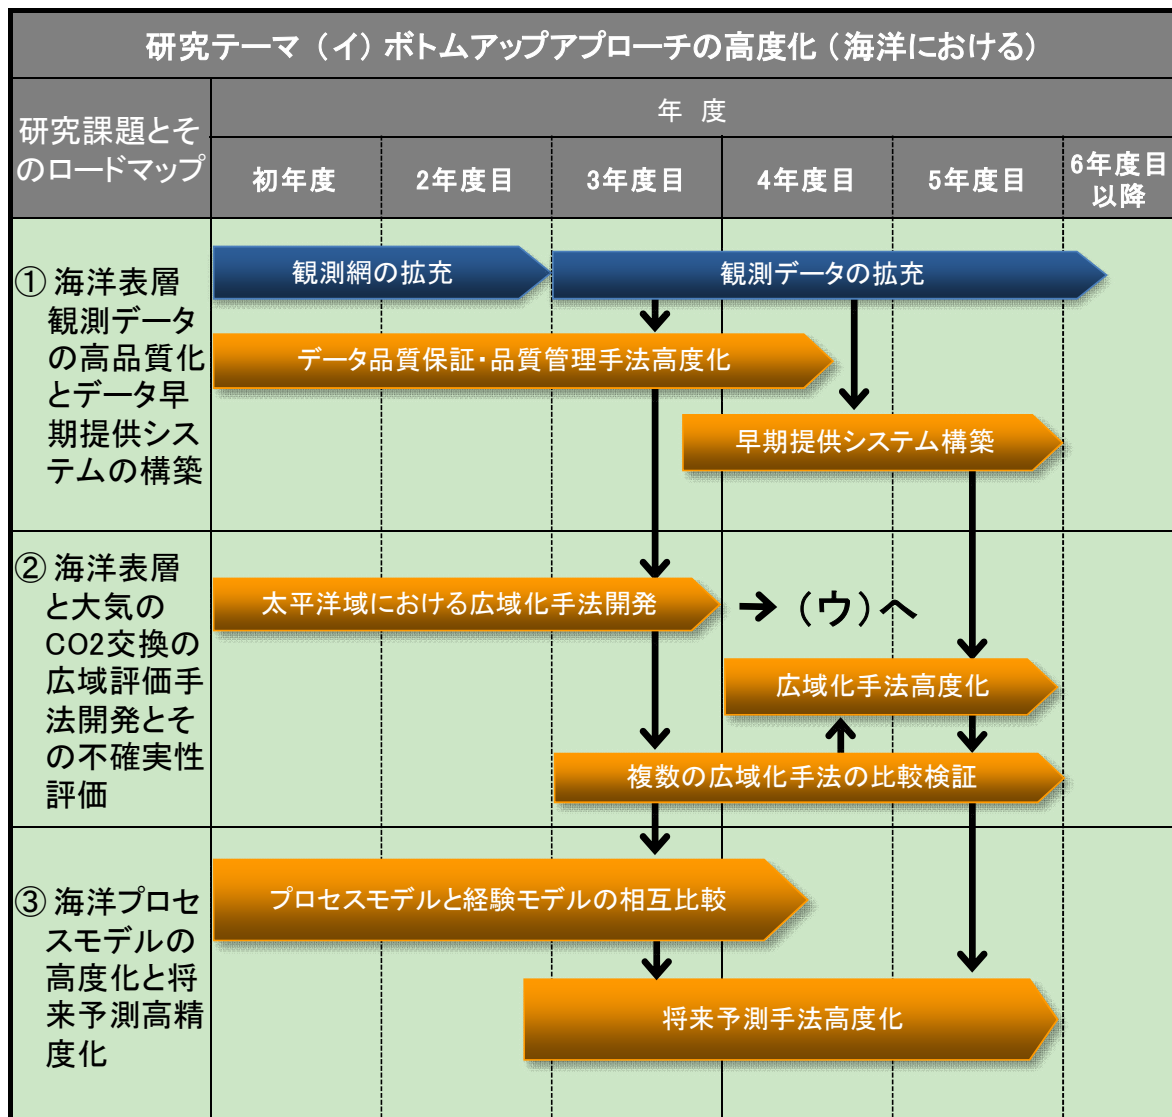 研究テーマ（イ）ボトムアップアプローチの高度化（海洋における）
研究課題とそ
のロードマップ
年 度
初年度
2年度目
3年度目
4年度目
5年度目
6年度目
以降
① 海洋表層
観測データ
の高品質化
とデータ早
期提供シス
テムの構築
観測網の拡充
観測データの拡充
データ品質保証・品質管理手法高度化
早期提供システム構築
② 海洋表層
と大気の
CO2交換の
広域評価手
法開発とそ
の不確実性
評価
太平洋域における広域化手法開発
→（ウ）へ
広域化手法高度化
複数の広域化手法の比較検証
③ 海洋プロセ
スモデルの
高度化と将
来予測高精
度化
プロセスモデルと経験モデルの相互比較
将来予測手法高度化